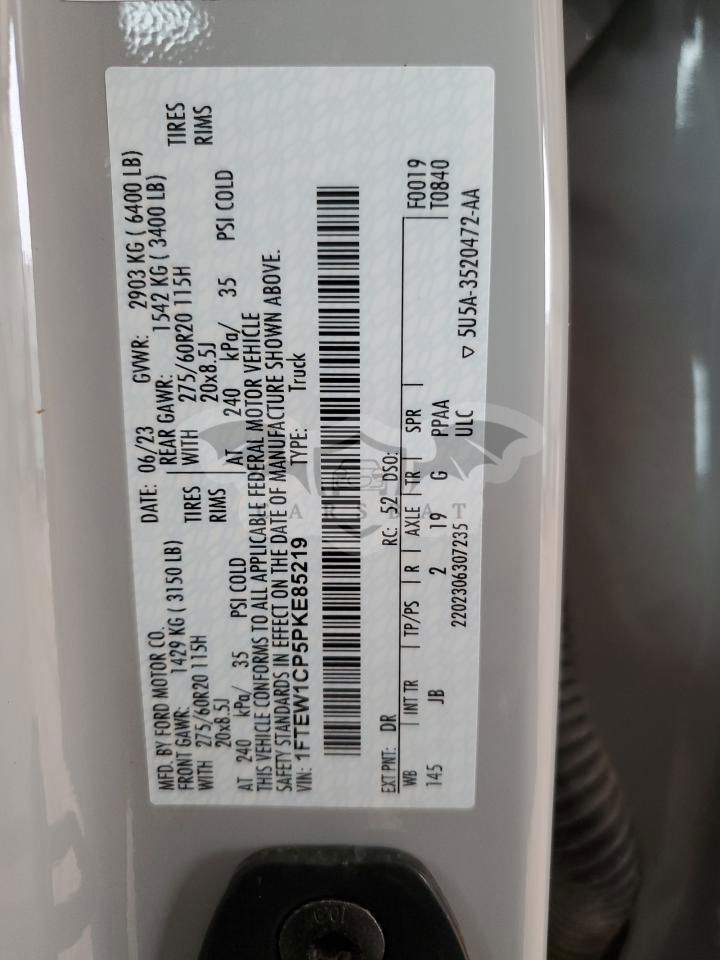 MFD. BY FORD MOTOR CO. DATE: 06/23 GVWR: 2903 KG ( 6400 LB)
FRONT GAWR: 1429 KG ( 3150 LB) REAR GAWR: 1542 KG ( 3400 LB)
WITH 275/60R20 115H TIRES WITH 275/60R20 115H TIRES
20x8.5J RIMS 20x8.5J RIMS
AT 240 kPa/ 35 PSI COLD AT 240 kPa/ 35 PSI COLD
THIS VEHICLE CONFORMS TO ALL APPLICABLE FEDERAL MOTOR VEHICLE
SAFETY STANDARDS IN EFFECT ON THE DATE OF MANUFACTURE SHOWN ABOVE.
VIN: 1FTEW1CP5PKE85219 TYPE: Truck
EXT PNT: DR RC: 52 DSO: F0019
WB INT TR TP/PS R AXLE TR SPR T0840
145 JB 2 19 G PPAA
ULC
2202306307235 ▽ 5U5A-3520472-AA